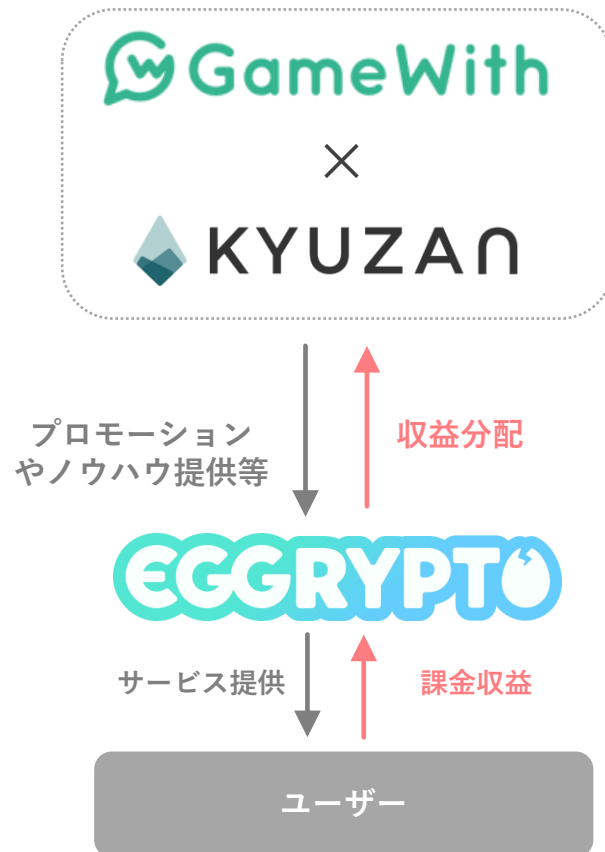 GameWith
×
KYUZAN
プロモーション
やノウハウ提供等
収益分配
EGGRYPTO
サービス提供
課金収益
ユーザー